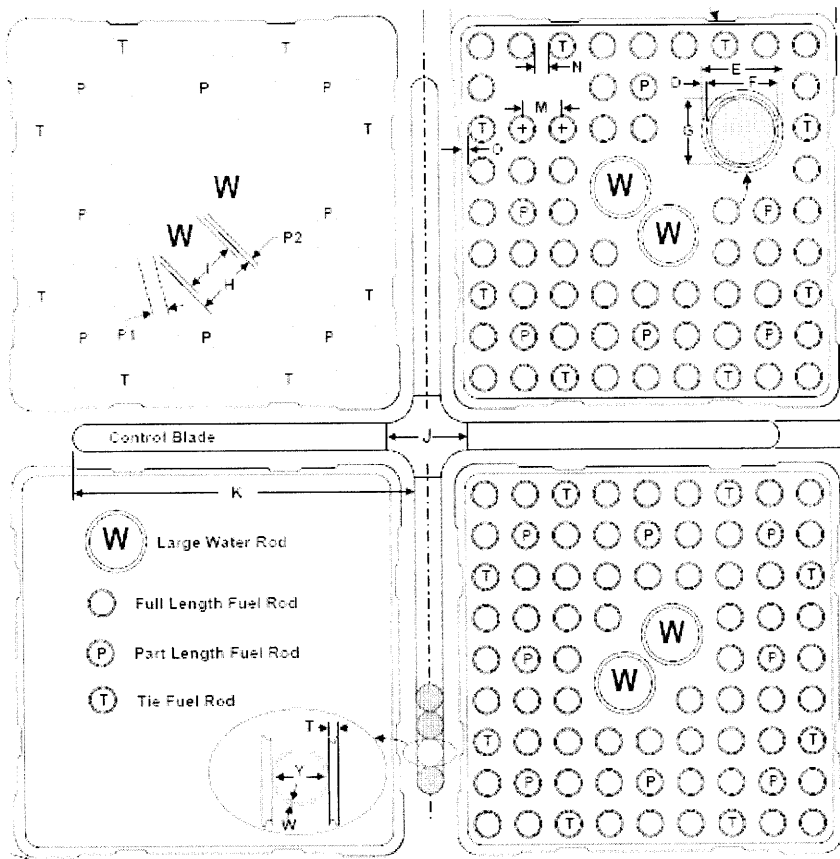 T T
P P P
T T
W
P P
W
P2
I
H
T T
P1
P P P
T T
T T
N
E
P
D F
M
G
T + + T
O
W
P P
W
T T
P P P
T T
Control Blade
J
K
W Large Water Rod
Full Length Fuel Rod
P Part Length Fuel Rod
T Tie Fuel Rod
T
Y
W
T T
P P P
T T
W
P P
W
T T
P P P
T T